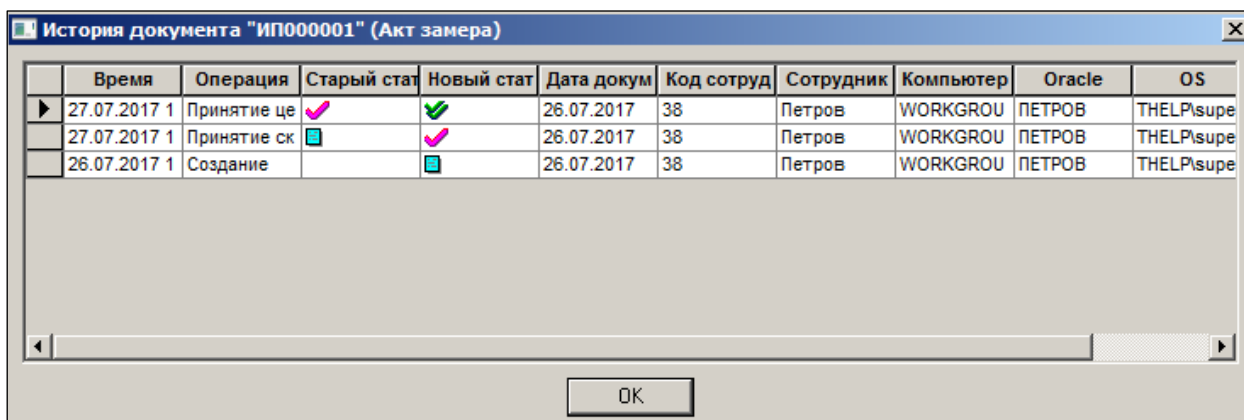 История документа "ИП000001" (Акт замера)
Время Операция Старый стат Новый стат Дата докум Код сотруд Сотрудник Компьютер Oracle OS
27.07.2017 1 Принятие це 26.07.2017 38 Петров WORKGROU ПЕТРОВ THELP\supe
27.07.2017 1 Принятие ск 26.07.2017 38 Петров WORKGROU ПЕТРОВ THELP\supe
26.07.2017 1 Создание 26.07.2017 38 Петров WORKGROU ПЕТРОВ THELP\supe
OK